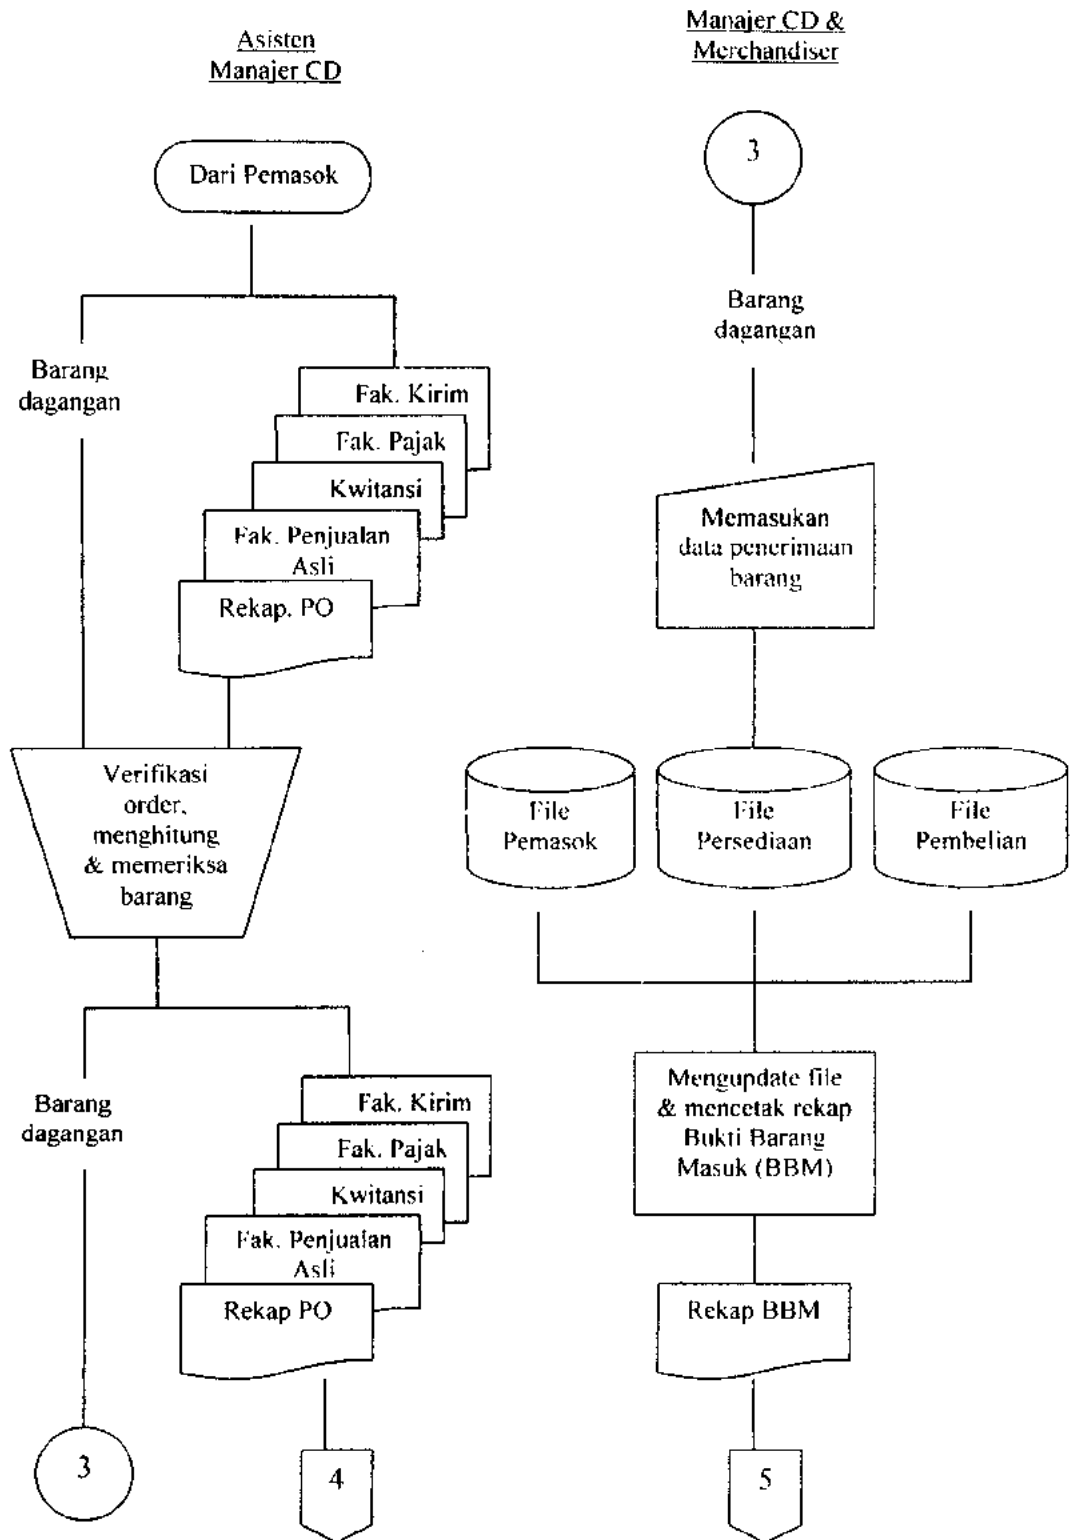 Asisten
Manajer CD
Dari Pemasok
Barang
dagangan
Fak. Kirim
Fak. Pajak
Kwitansi
Fak. Penjualan
Asli
Rekap. PO
Verifikasi
order,
menghitung
& memeriksa
barang
Barang
dagangan
Fak. Kirim
Fak. Pajak
Kwitansi
Fak. Penjualan
Asli
Rekap PO
3
4
Manajer CD &
Merchandiser
3
Barang
dagangan
Memasukan
data penerimaan
barang
File
Pemasok
File
Persediaan
File
Pembelian
Mengupdate file
& mencetak rekap
Bukti Barang
Masuk (BBM)
Rekap BBM
5